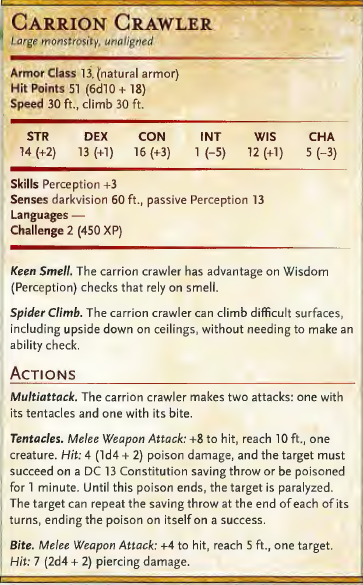 CARRION CRAWLER
Large monstrosity, unaligned
Armor Class 13, (natural armor)
Hit Points 51 (6d10 + 18)
Speed 30 ft., climb 30 ft.
STR DEX CON INT WIS CHA
14 (+2) 13 (+1) 16 (+3) 1 (–5) 12 (+1) 5 (–3)
Skills Perception +3
Senses darkvision 60 ft., passive Perception 13
Languages —
Challenge 2 (450 XP)
Keen Smell. The carrion crawler has advantage on Wisdom
(Perception) checks that rely on smell.
Spider Climb. The carrion crawler can climb difficult surfaces,
including upside down on ceilings, without needing to make an
ability check.
ACTIONS
Multiattack. The carrion crawler makes two attacks: one with
its tentacles and one with its bite.
Tentacles. Melee Weapon Attack: +8 to hit, reach 10 ft., one
creature. Hit: 4 (1d4 + 2) poison damage, and the target must
succeed on a DC 13 Constitution saving throw or be poisoned
for 1 minute. Until this poison ends, the target is paralyzed.
The target can repeat the saving throw at the end of each of its
turns, ending the poison on itself on a success.
Bite. Melee Weapon Attack: +4 to hit, reach 5 ft., one target.
Hit: 7 (2d4 + 2) piercing damage.